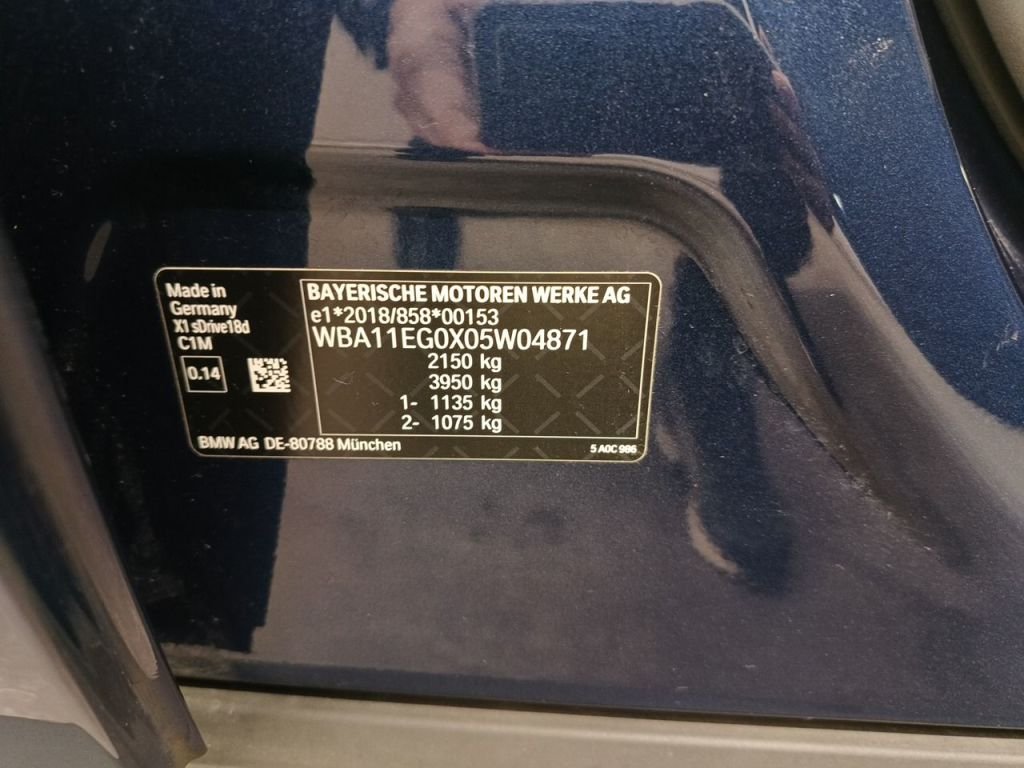 Made in
Germany
X1 sDrive18d
C1M
0.14
BAYERISCHE MOTOREN WERKE AG
e1*2018/858*00153
WBA11EG0X05W04871
2150 kg
3950 kg
1- 1135 kg
2- 1075 kg
BMW AG DE-80788 München
5 A0C 986